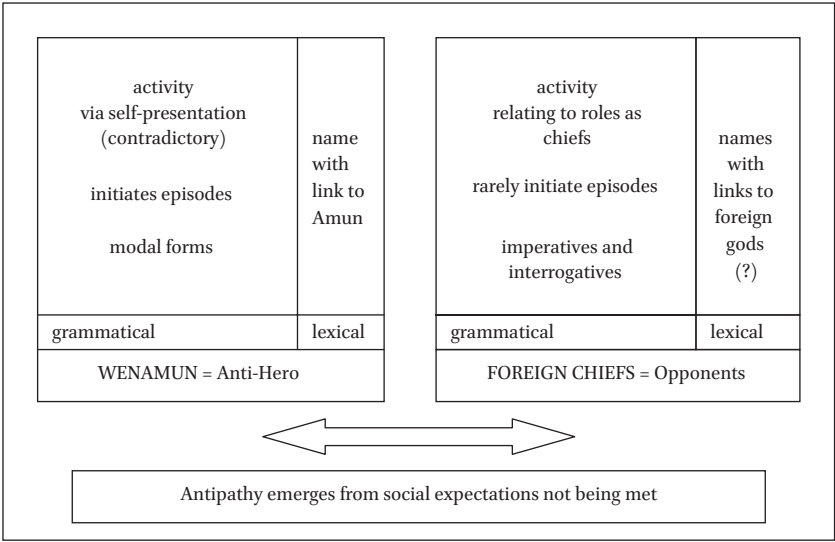 activity
via self-presentation
(contradictory)
initiates episodes
modal forms
name
with
link to
Amun
grammatical
lexical
WENAMUN = Anti-Hero
activity
relating to roles as
chiefs
rarely initiate episodes
imperatives and
interrogatives
names
with
links to
foreign
gods
(?)
grammatical
lexical
FOREIGN CHIEFS = Opponents
Antipathy emerges from social expectations not being met